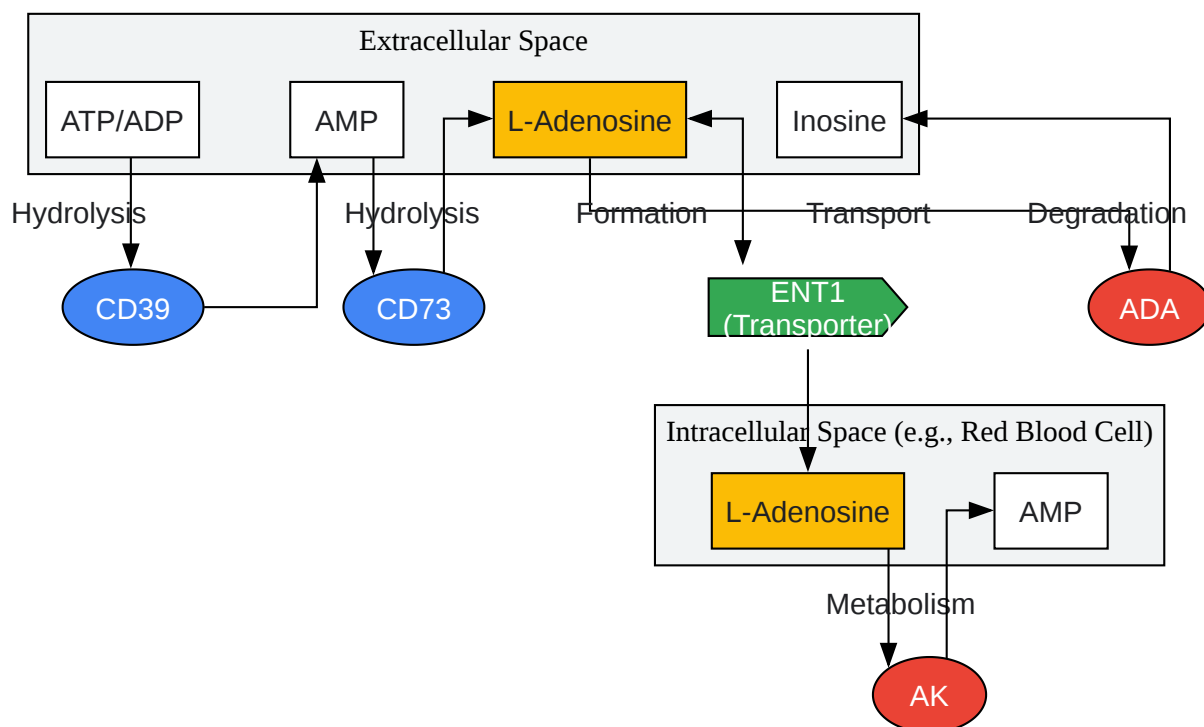 Extracellular Space
ATP/ADP
AMP
L-Adenosine
Inosine
Hydrolysis
Hydrolysis
Formation
Transport
Degradation
CD39
CD73
ENT1
(Transporter)
ADA
Intracellular Space (e.g., Red Blood Cell)
L-Adenosine
AMP
Metabolism
AK